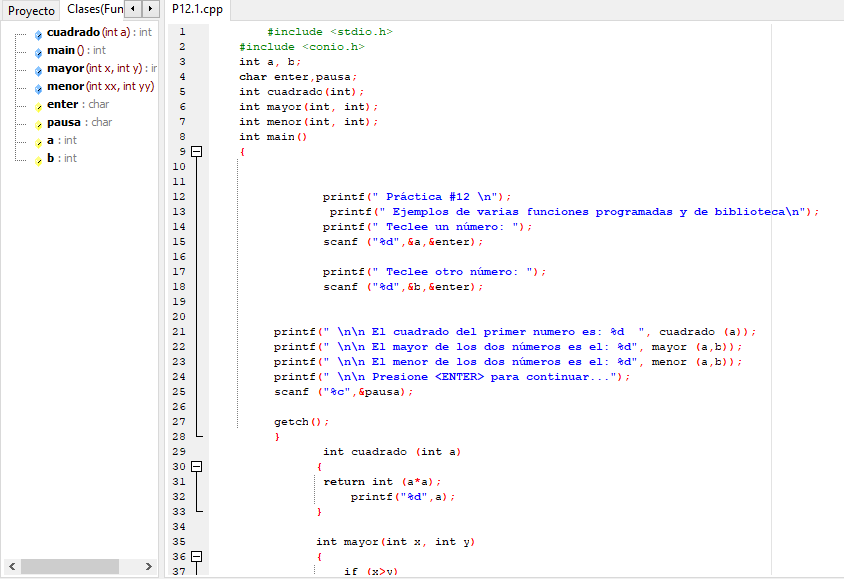 Proyecto Clases(Fun
cuadrado (int a) : int
main () : int
mayor (int x, int y) : ir
menor (int xx, int yy)
enter : char
pausa : char
a : int
b : int
P12.1.cpp
1 #include <stdio.h>
2 #include <conio.h>
3 int a, b;
4 char enter,pausa;
5 int cuadrado(int);
6 int mayor(int, int);
7 int menor(int, int);
8 int main()
9 {
10
11
12 printf(" Práctica #12 \n");
13 printf(" Ejemplos de varias funciones programadas y de biblioteca\n");
14 printf(" Teclee un número: ");
15 scanf ("%d",&a,&enter);
16
17 printf(" Teclee otro número: ");
18 scanf ("%d",&b,&enter);
19
20
21 printf(" \n\n El cuadrado del primer numero es: %d  ", cuadrado (a));
22 printf(" \n\n El mayor de los dos números es el: %d", mayor (a,b));
23 printf(" \n\n El menor de los dos números es el: %d", menor (a,b));
24 printf(" \n\n Presione <ENTER> para continuar...");
25 scanf ("%c",&pausa);
26
27 getch();
28 }
29 int cuadrado (int a)
30 {
31 return int (a*a);
32 printf("%d",a);
33 }
34
35 int mayor(int x, int y)
36 {
37 if (x>y)